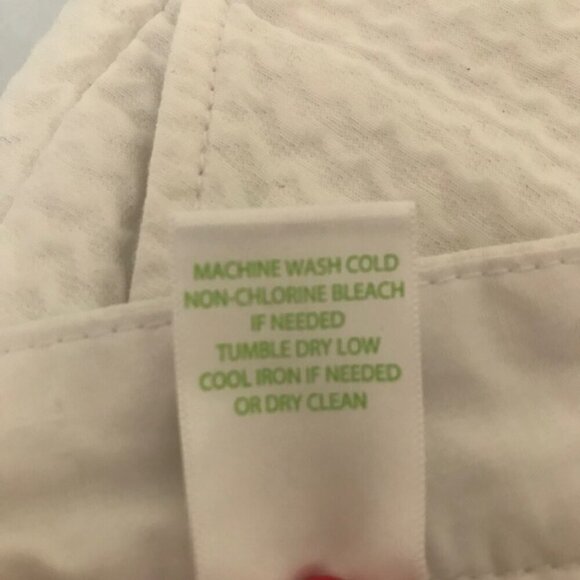 MACHINE WASH COLD
NON-CHLORINE BLEACH
IF NEEDED
TUMBLE DRY LOW
COOL IRON IF NEEDED
OR DRY CLEAN